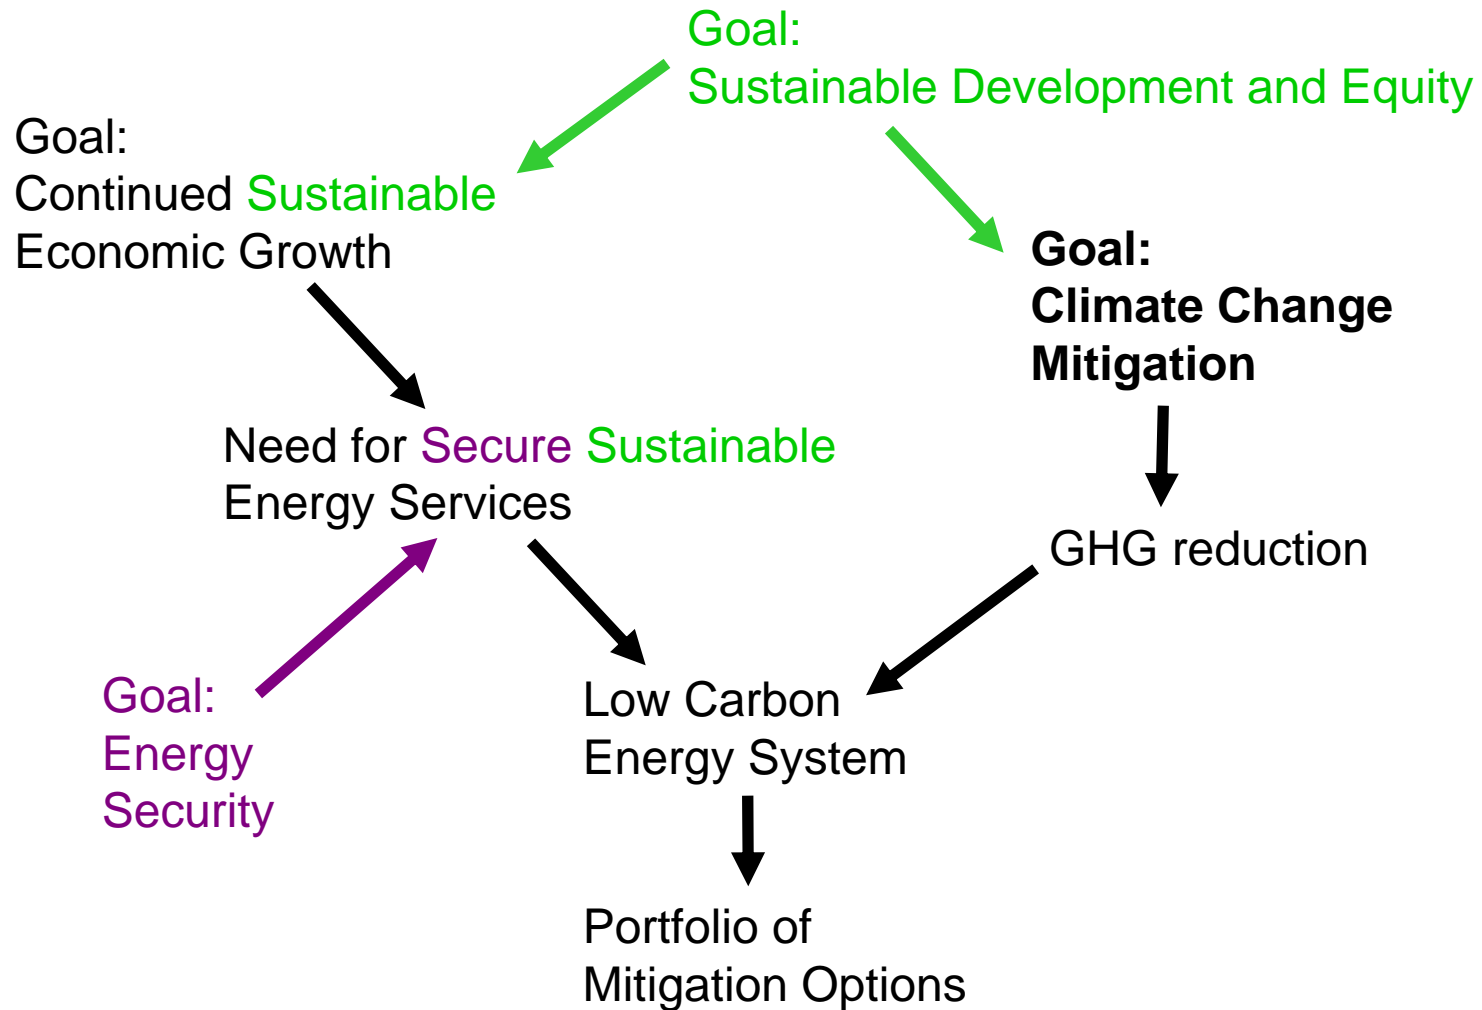 Goal:
Sustainable Development and Equity
Goal:
Continued Sustainable
Economic Growth
Goal:
Climate Change
Mitigation
Need for Secure Sustainable
Energy Services
GHG reduction
Goal:
Energy
Security
Low Carbon
Energy System
Portfolio of
Mitigation Options